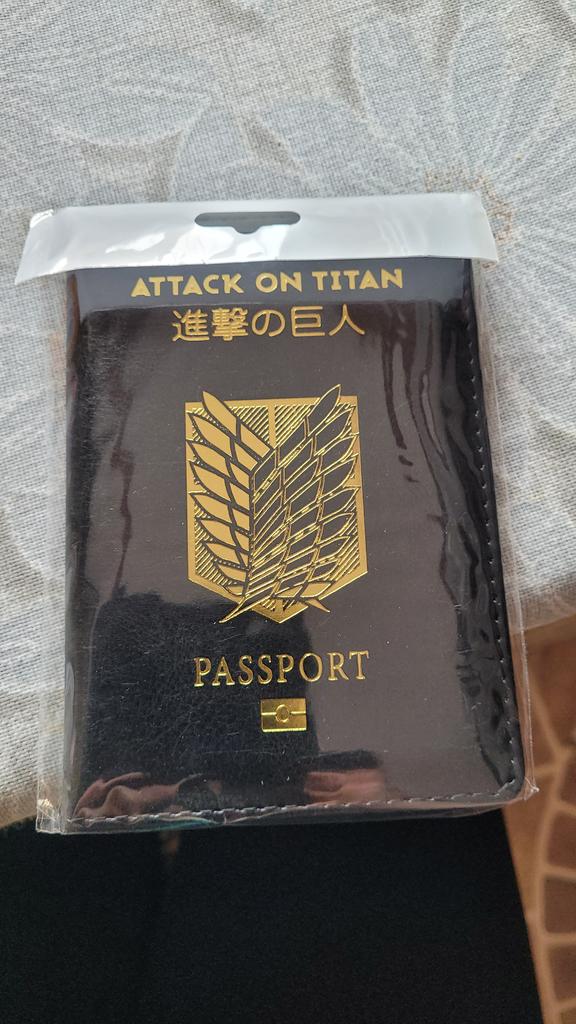 ATTACK ON TITAN
進撃の巨人
PASSPORT